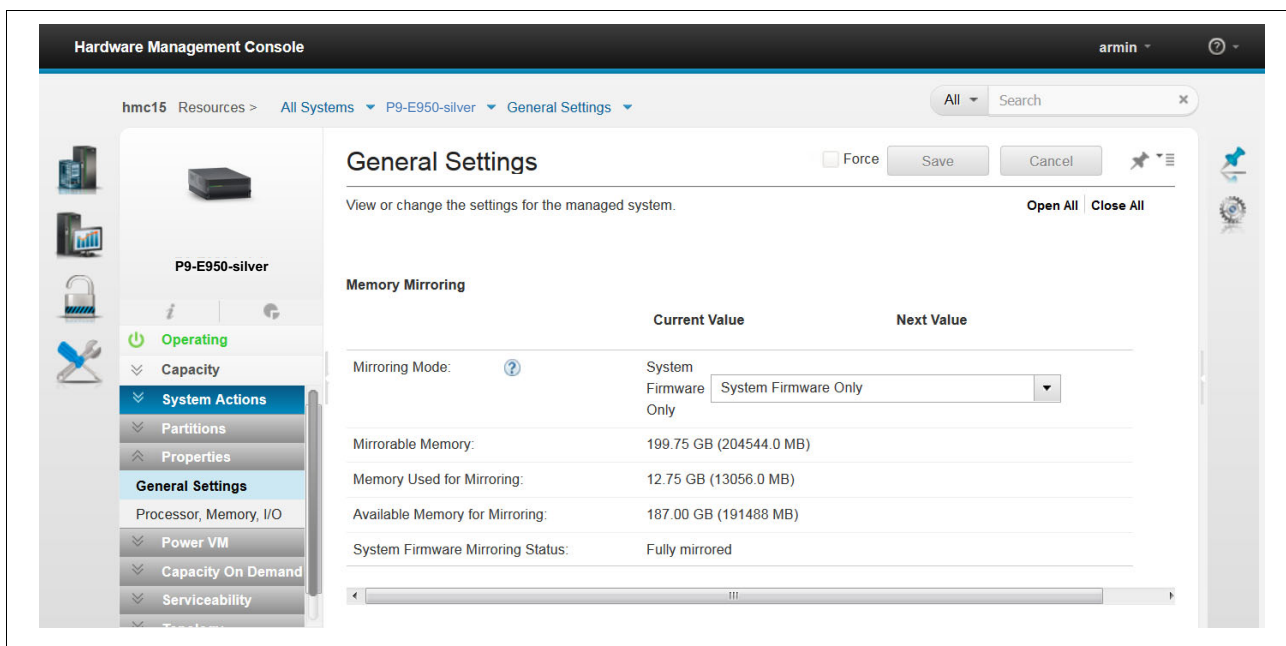 Hardware Management Console armin
hmc15 Resources > All Systems P9-E950-silver General Settings All Search
P9-E950-silver
i
Operating
Capacity
System Actions
Partitions
Properties
General Settings
Processor, Memory, I/O
Power VM
Capacity On Demand
Serviceability
General Settings Force Save Cancel
View or change the settings for the managed system. Open All Close All
Memory Mirroring
Current Value Next Value
Mirroring Mode: ? System Firmware Only System Firmware Only
Mirrorable Memory: 199.75 GB (204544.0 MB)
Memory Used for Mirroring: 12.75 GB (13056.0 MB)
Available Memory for Mirroring: 187.00 GB (191488 MB)
System Firmware Mirroring Status: Fully mirrored